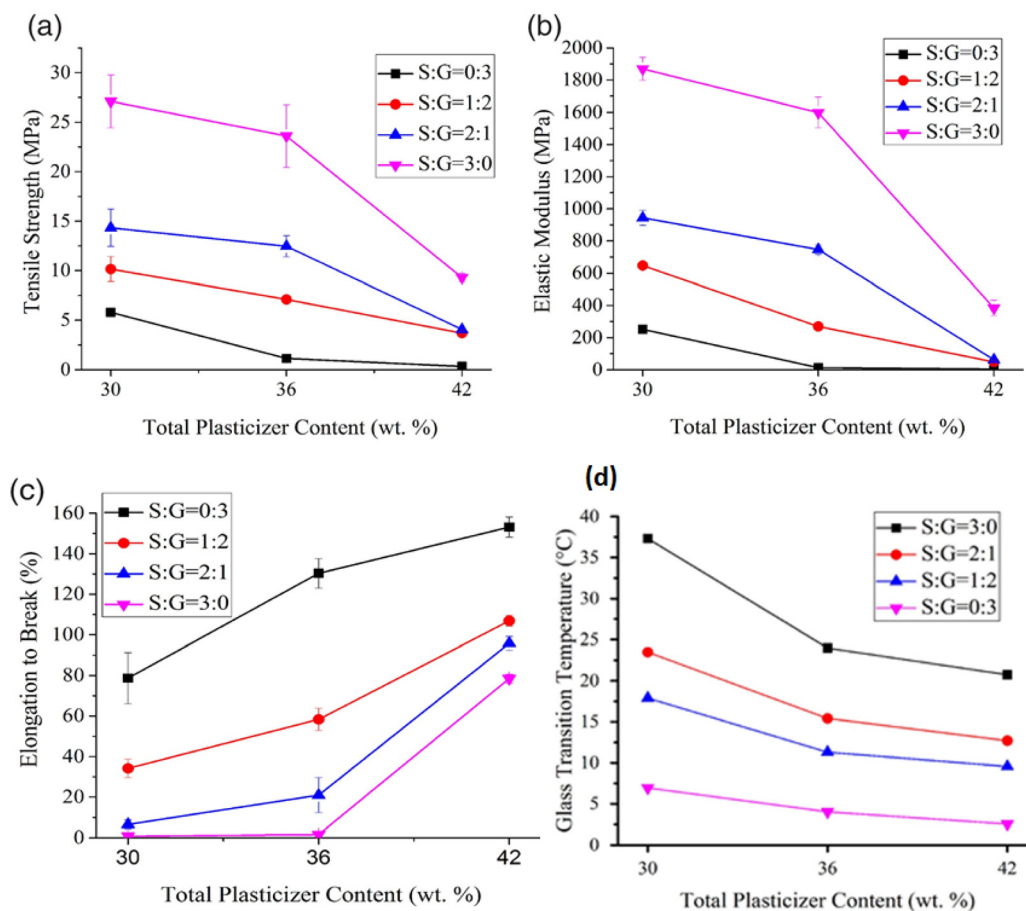 (a)
S:G=0:3
S:G=1:2
S:G=2:1
S:G=3:0
Tensile Strength (MPa)
30
25
20
15
10
5
0
30
36
42
Total Plasticizer Content (wt. %)
(b)
S:G=0:3
S:G=1:2
S:G=2:1
S:G=3:0
Elastic Modulus (MPa)
2000
1800
1600
1400
1200
1000
800
600
400
200
0
30
36
42
Total Plasticizer Content (wt. %)
(c)
S:G=0:3
S:G=1:2
S:G=2:1
S:G=3:0
Elongation to Break (%)
160
140
120
100
80
60
40
20
0
30
36
42
Total Plasticizer Content (wt. %)
(d)
S:G=3:0
S:G=2:1
S:G=1:2
S:G=0:3
Glass Transition Temperature (°C)
40
35
30
25
20
15
10
5
0
30
36
42
Total Plasticizer Content (wt. %)